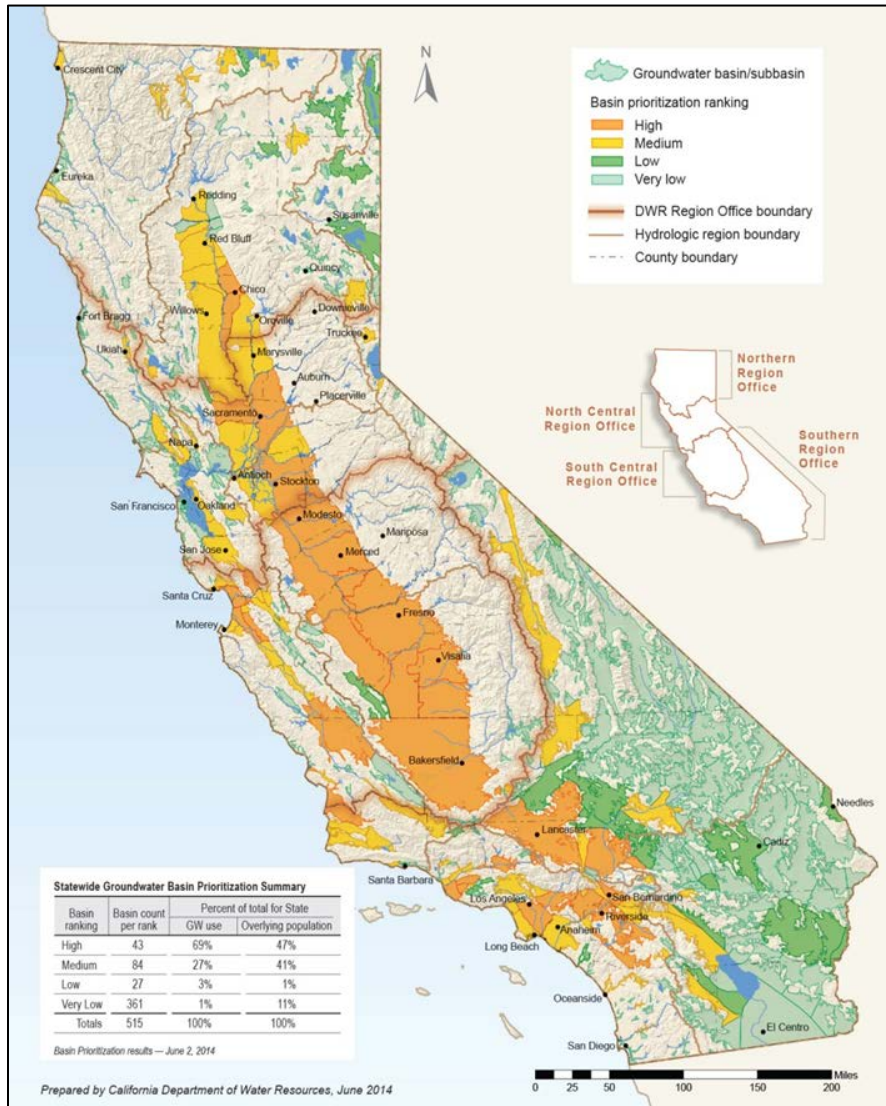 Crescent City
Eureka
Redding
Red Bluff
Susanville
Quincy
Chico
Willows
Oroville
Downieville
Truckee
Fort Bragg
Ukiah
Marysville
Auburn
Placerville
Sacramento
Napa
Antioch
Stockton
San Francisco
Oakland
Modesto
Mariposa
Merced
San Jose
Santa Cruz
Monterey
Fresno
Visalia
Bakersfield
Needles
Lancaster
Cadiz
Santa Barbara
Los Angeles
San Bernardino
Riverside
Anaheim
Long Beach
Oceanside
El Centro
San Diego
N
Groundwater basin/subbasin
Basin prioritization ranking
High
Medium
Low
Very low
DWR Region Office boundary
Hydrologic region boundary
County boundary
Northern
Region
Office
North Central
Region Office
South Central
Region Office
Southern
Region
Office
Statewide Groundwater Basin Prioritization Summary
Basin ranking Basin count per rank Percent of total for State
GW use Overlying population
High 43 69% 47%
Medium 84 27% 41%
Low 27 3% 1%
Very Low 361 1% 11%
Totals 515 100% 100%
Basin Prioritization results — June 2, 2014
Miles
0 25 50 100 150 200
Prepared by California Department of Water Resources, June 2014